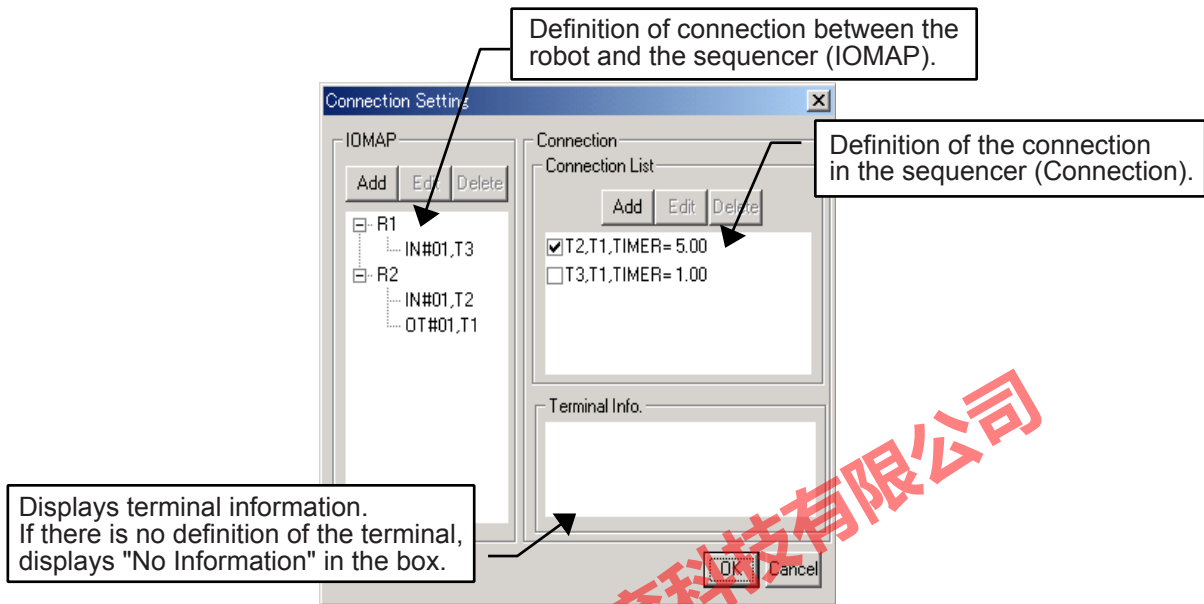 Definition of connection between the
robot and the sequencer (IOMAP).
Connection Setting
IOMAP
Add Edit Delete
R1
IN#01,T3
R2
IN#01,T2
OT#01,T1
Connection
Connection List
Add Edit Delete
T2,T1,TIMER= 5.00
T3,T1,TIMER= 1.00
Definition of the connection
in the sequencer (Connection).
Terminal Info.
Displays terminal information.
If there is no definition of the terminal,
displays "No Information" in the box.
OK Cancel
科技有限公司